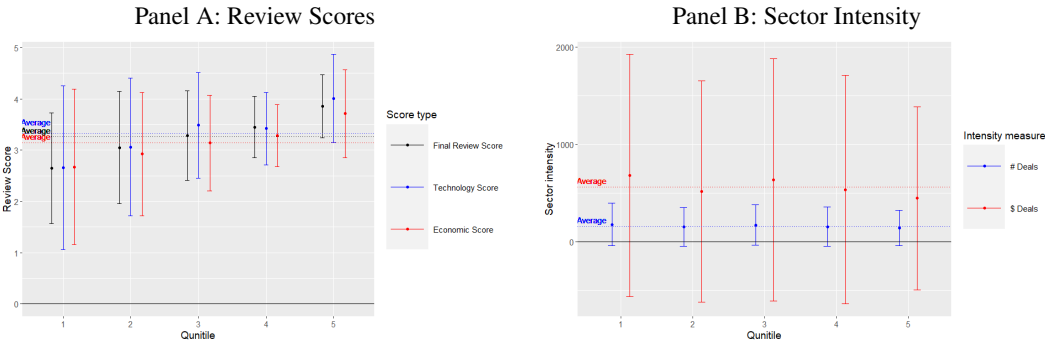 Panel A: Review Scores
5
4
3
2
1
0
Review Score
Average
Average
Average
1 2 3 4 5
Qunitile
Score type
Final Review Score
Technology Score
Economic Score
Panel B: Sector Intensity
2000
1000
0
Sector intensity
Average
Average
1 2 3 4 5
Qunitile
Intensity measure
# Deals
$ Deals